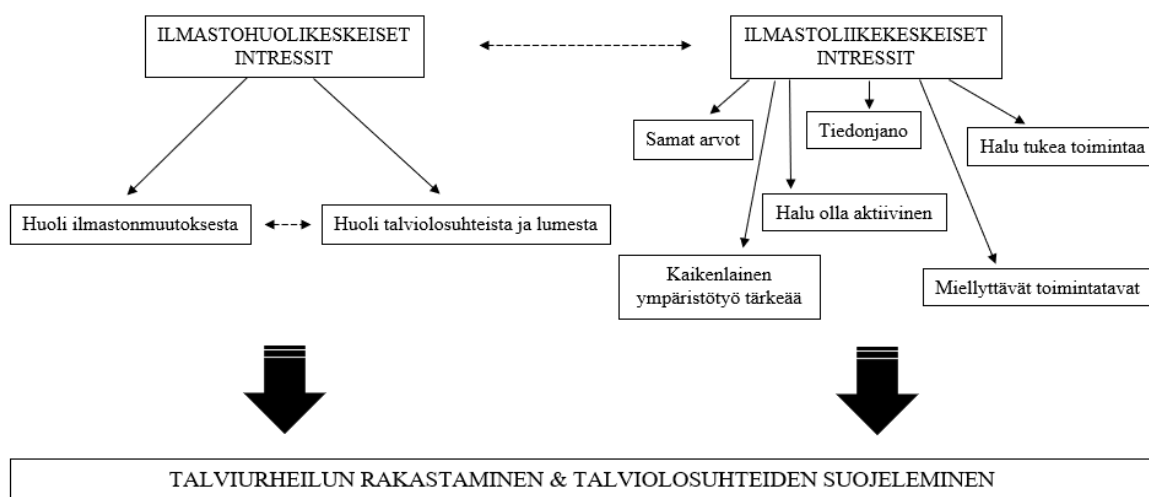 ILMASTOHUOLIKESKEISET
INTRESSIT
ILMASTOLIIKEKESKEISET
INTRESSIT
Samat arvot
Tiedonjano
Halu tukea toimintaa
Huoli ilmastonmuutoksesta
Huoli talviolosuhteista ja lumesta
Halu olla aktiivinen
Kaikenlainen
ympäristötyö tärkeää
Miellyttävät toimintatavat
TALVIURHEILUN RAKASTAMINEN & TALVIOLOSUHTEIDEN SUOJELEMINEN